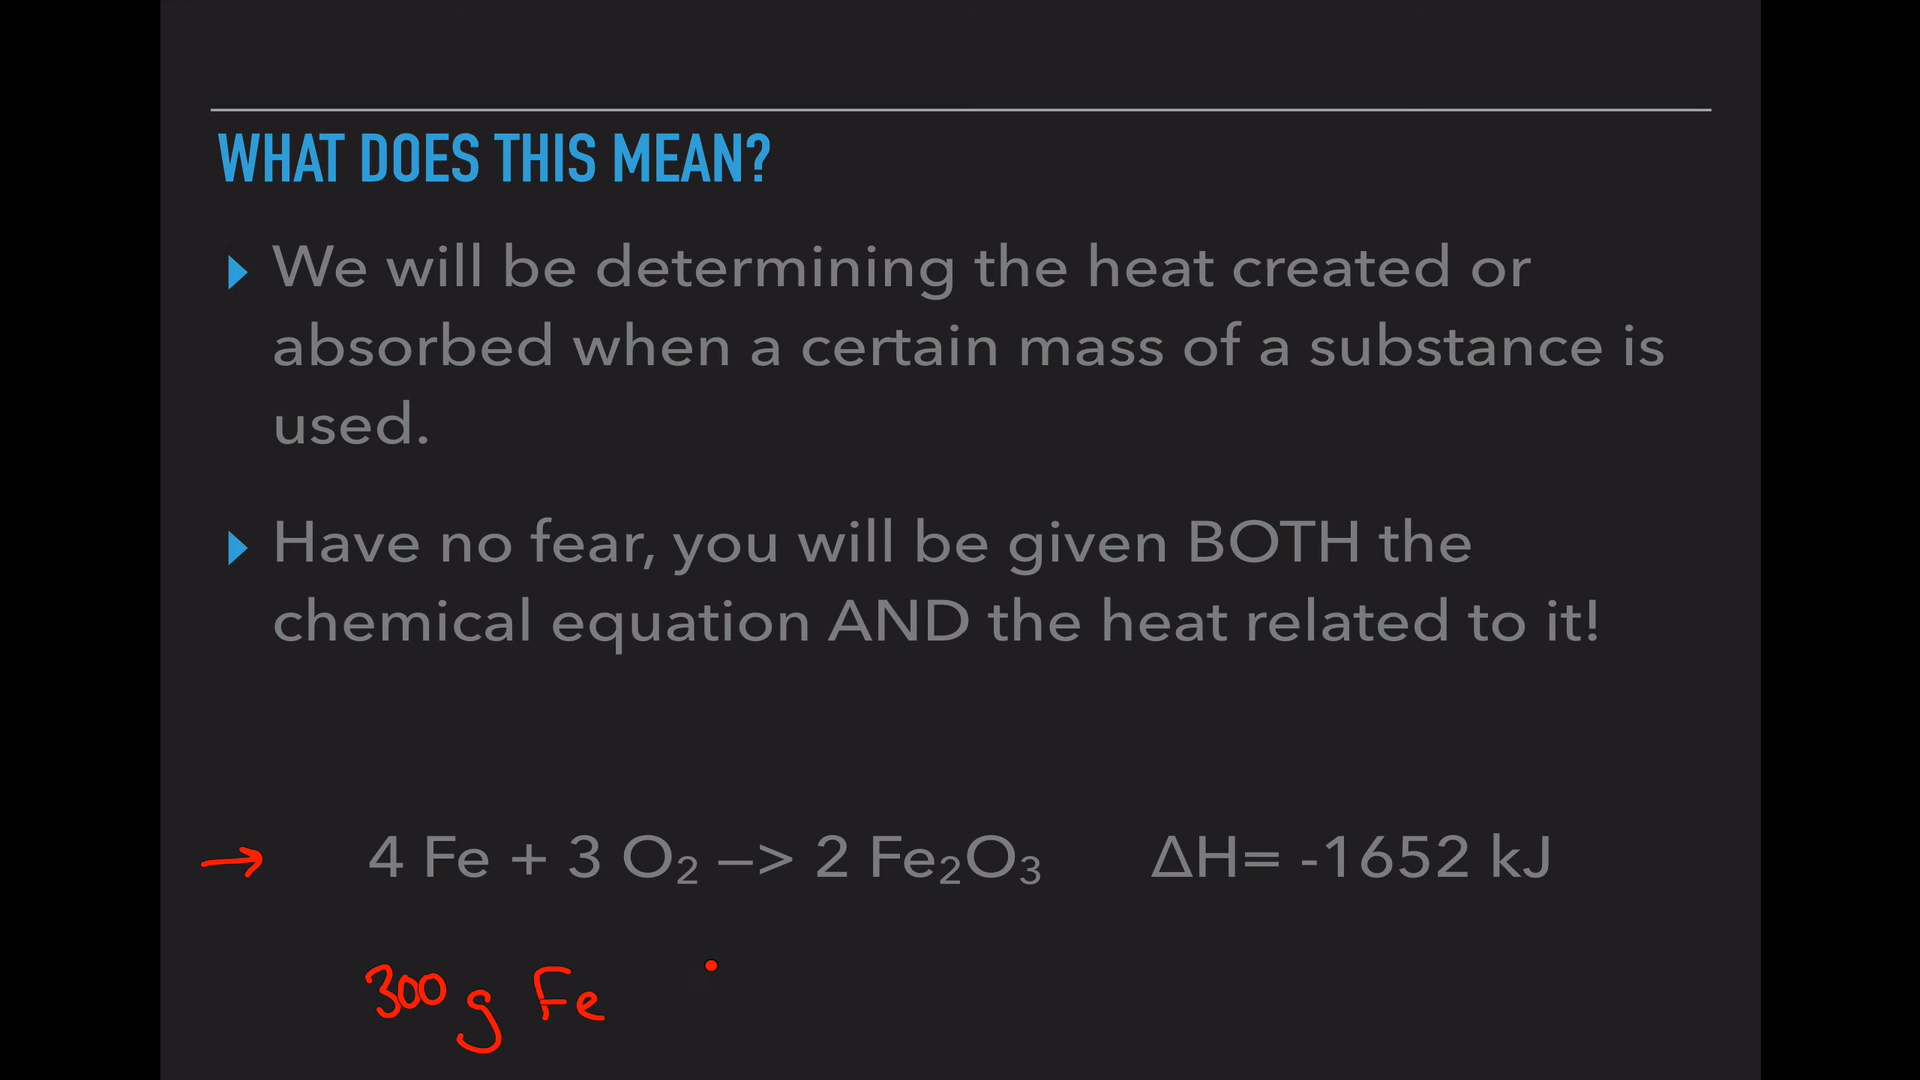 WHAT DOES THIS MEAN?
We will be determining the heat created or
absorbed when a certain mass of a substance is
used.
Have no fear, you will be given BOTH the
chemical equation AND the heat related to it!
→ 4 Fe + 3 O₂ —> 2 Fe₂O₃ ΔH= -1652 kJ
300 g Fe